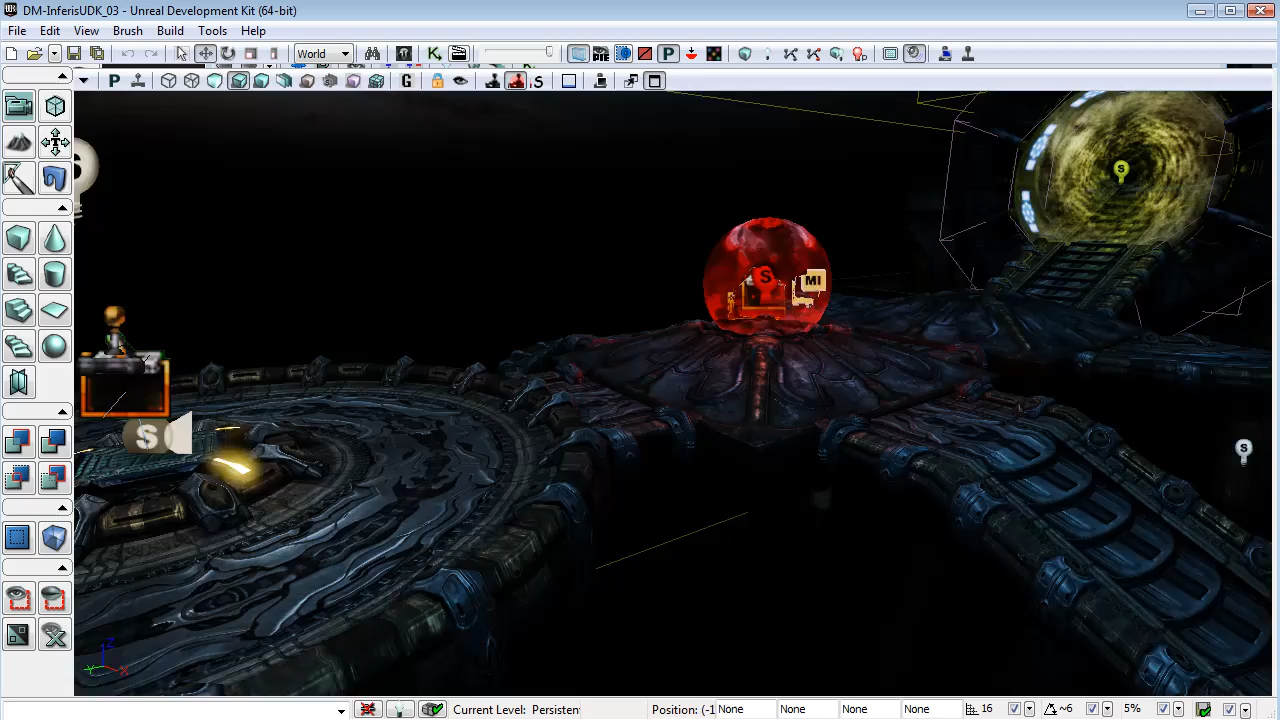 DM-InferisUDK_03 - Unreal Development Kit (64-bit)
File Edit View Brush Build Tools Help
World
P
P G S
S
S
S MI
S
S
Z
Y X
Current Level: Persisten Position: (-1 None None None None 16 ~6 5%